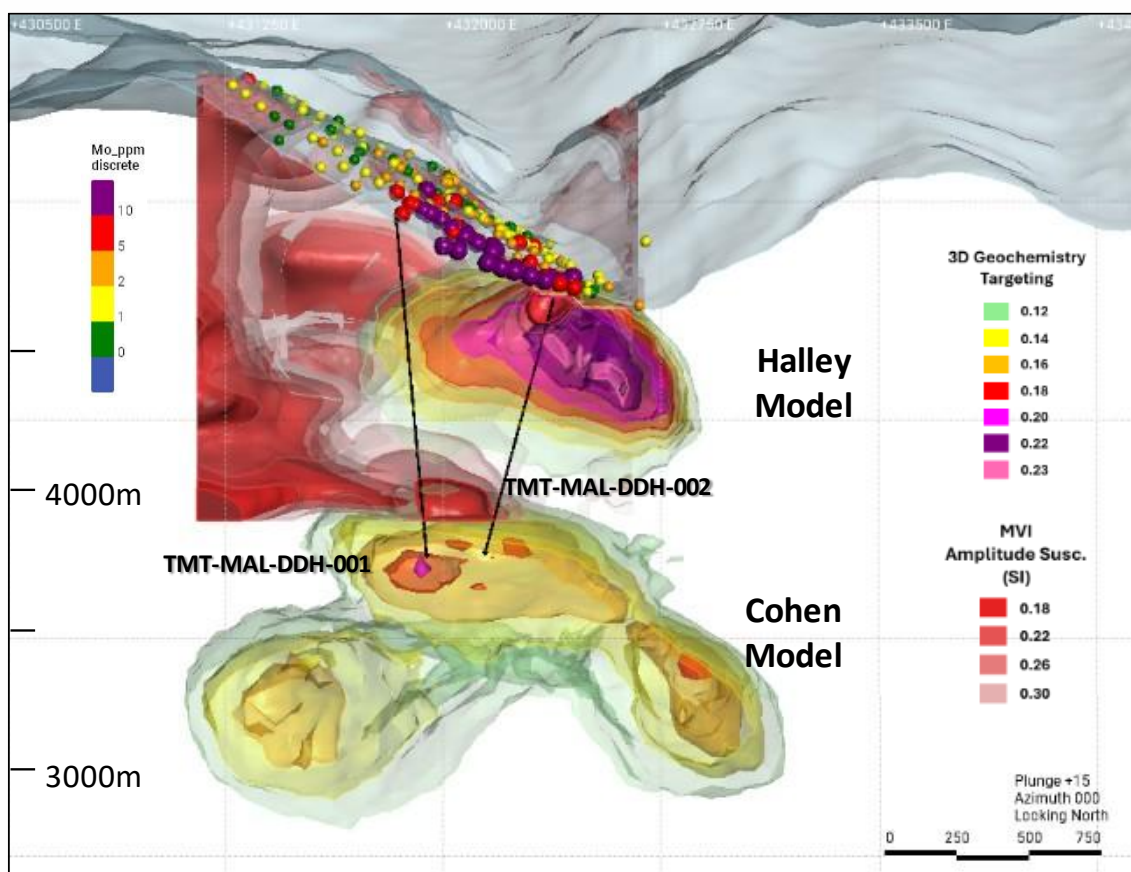 +430500 E
+431250 E
+432000 E
+432750 E
+433500 E
Mo_ppm
discrete
10
5
2
1
0
3D Geochemistry
Targeting
0.12
0.14
0.16
0.18
0.20
0.22
0.23
Halley
Model
4000m
TMT-MAL-DDH-002
TMT-MAL-DDH-001
MVI
Amplitude Susc.
(SI)
0.18
0.22
0.26
0.30
Cohen
Model
3000m
Plunge +15
Azimuth 000
Looking North
0 250 500 750